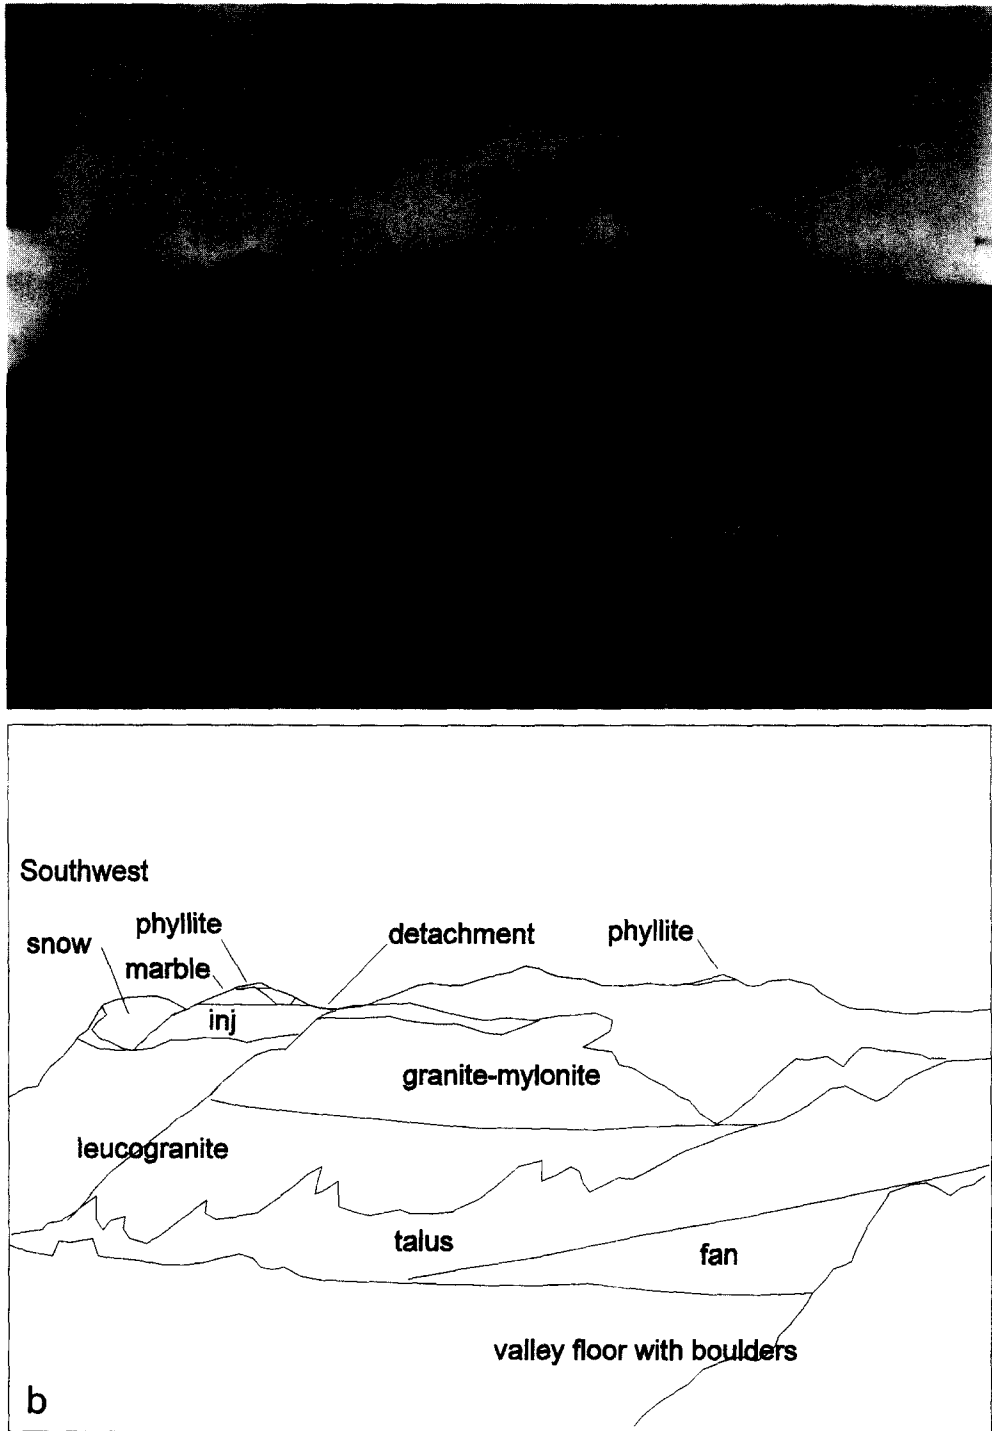 Southwest
phyllite
snow
detachment
phyllite
marble
inj
granite-mylonite
leucogranite
talus
fan
valley floor with boulders
b